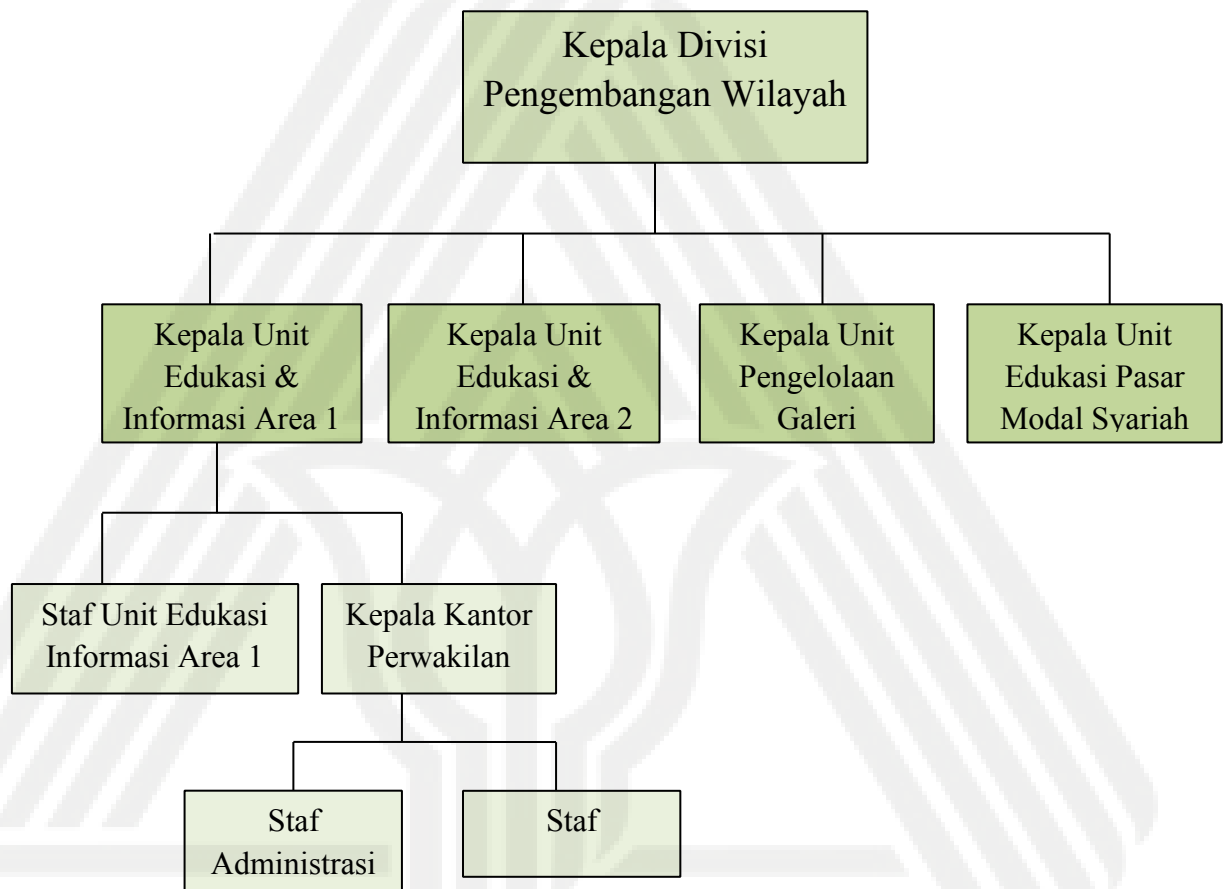 Kepala Divisi
Pengembangan Wilayah
Kepala Unit
Edukasi &
Informasi Area 1
Kepala Unit
Edukasi &
Informasi Area 2
Kepala Unit
Pengelolaan
Galeri
Kepala Unit
Edukasi Pasar
Modal Syariah
Staf Unit Edukasi
Informasi Area 1
Kepala Kantor
Perwakilan
Staf
Administrasi
Staf